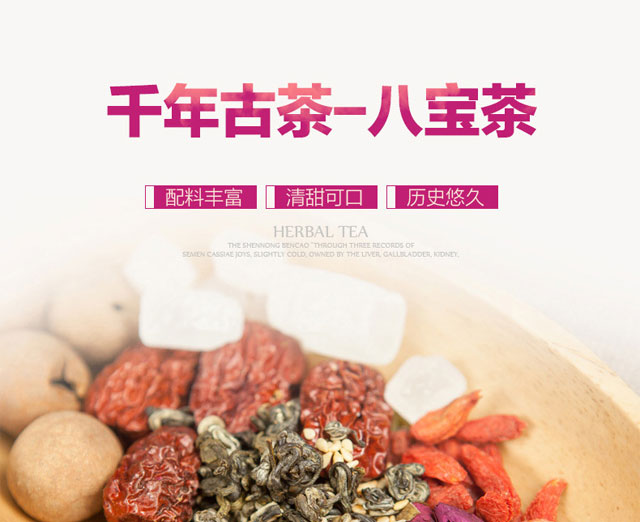 千年古茶-八宝茶
配料丰富 清甜可口 历史悠久
HERBAL TEA
THE SHENNONG BENCAO "THROUGH THREE RECORDS OF
SEMEN CASSIAE JOYS, SLIGHTLY COLD, OWNED BY THE LIVER, GALLBLADDER, KIDNEY,